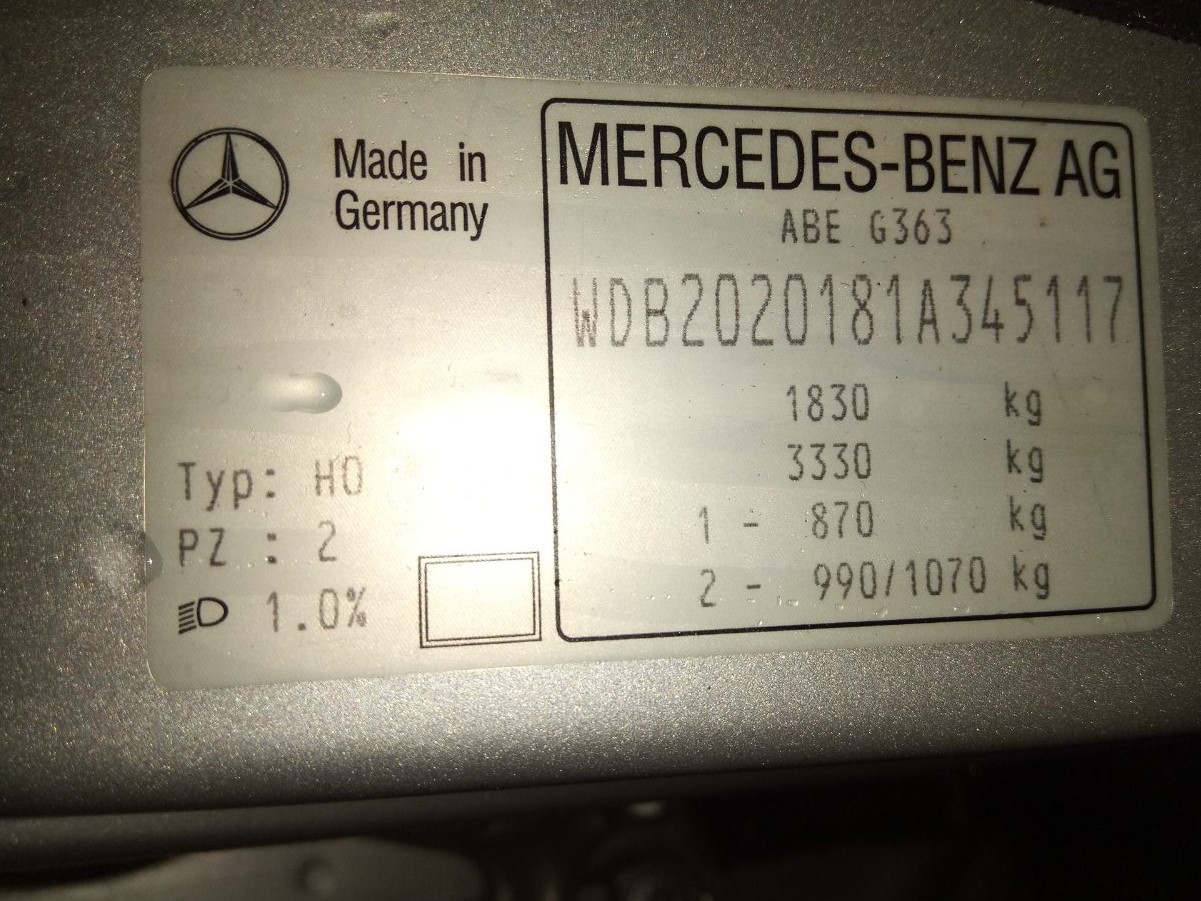 Made in
Germany
MERCEDES-BENZ AG
ABE G363
WDB2020181A345117
1830 kg
3330 kg
1 - 870 kg
2 - 990/1070 kg
Typ: H0
PZ : 2
1.0%